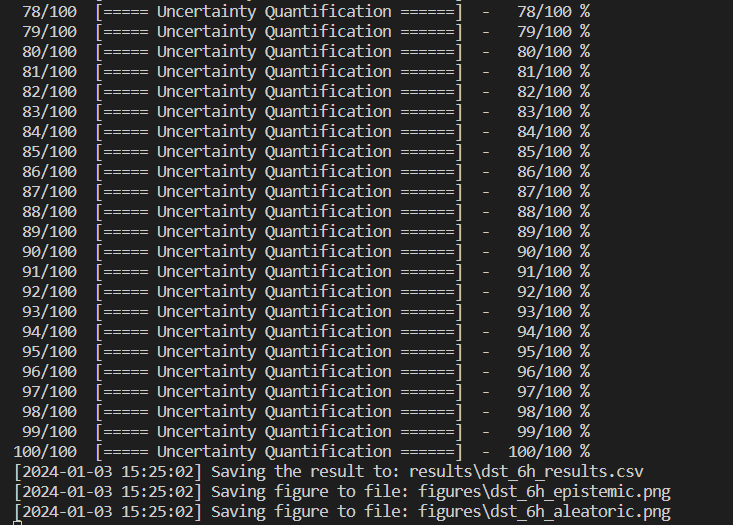 78/100 [===== Uncertainty Quantification ======] - 78/100 %
79/100 [===== Uncertainty Quantification ======] - 79/100 %
80/100 [===== Uncertainty Quantification ======] - 80/100 %
81/100 [===== Uncertainty Quantification ======] - 81/100 %
82/100 [===== Uncertainty Quantification ======] - 82/100 %
83/100 [===== Uncertainty Quantification ======] - 83/100 %
84/100 [===== Uncertainty Quantification ======] - 84/100 %
85/100 [===== Uncertainty Quantification ======] - 85/100 %
86/100 [===== Uncertainty Quantification ======] - 86/100 %
87/100 [===== Uncertainty Quantification ======] - 87/100 %
88/100 [===== Uncertainty Quantification ======] - 88/100 %
89/100 [===== Uncertainty Quantification ======] - 89/100 %
90/100 [===== Uncertainty Quantification ======] - 90/100 %
91/100 [===== Uncertainty Quantification ======] - 91/100 %
92/100 [===== Uncertainty Quantification ======] - 92/100 %
93/100 [===== Uncertainty Quantification ======] - 93/100 %
94/100 [===== Uncertainty Quantification ======] - 94/100 %
95/100 [===== Uncertainty Quantification ======] - 95/100 %
96/100 [===== Uncertainty Quantification ======] - 96/100 %
97/100 [===== Uncertainty Quantification ======] - 97/100 %
98/100 [===== Uncertainty Quantification ======] - 98/100 %
99/100 [===== Uncertainty Quantification ======] - 99/100 %
100/100 [===== Uncertainty Quantification ======] - 100/100 %
[2024-01-03 15:25:02] Saving the result to: results\dst_6h_results.csv
[2024-01-03 15:25:02] Saving figure to file: figures\dst_6h_epistemic.png
[2024-01-03 15:25:02] Saving figure to file: figures\dst_6h_aleatoric.png